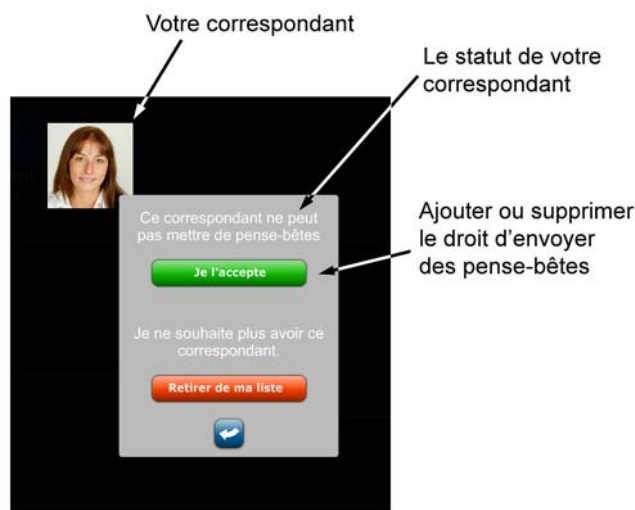 Votre correspondant
Le statut de votre
correspondant
Ce correspondant ne peut
pas mettre de pense-bêtes
Je l'accepte
Ajouter ou supprimer
le droit d'envoyer
des pense-bêtes
Je ne souhaite plus avoir ce
correspondant.
Retirer de ma liste